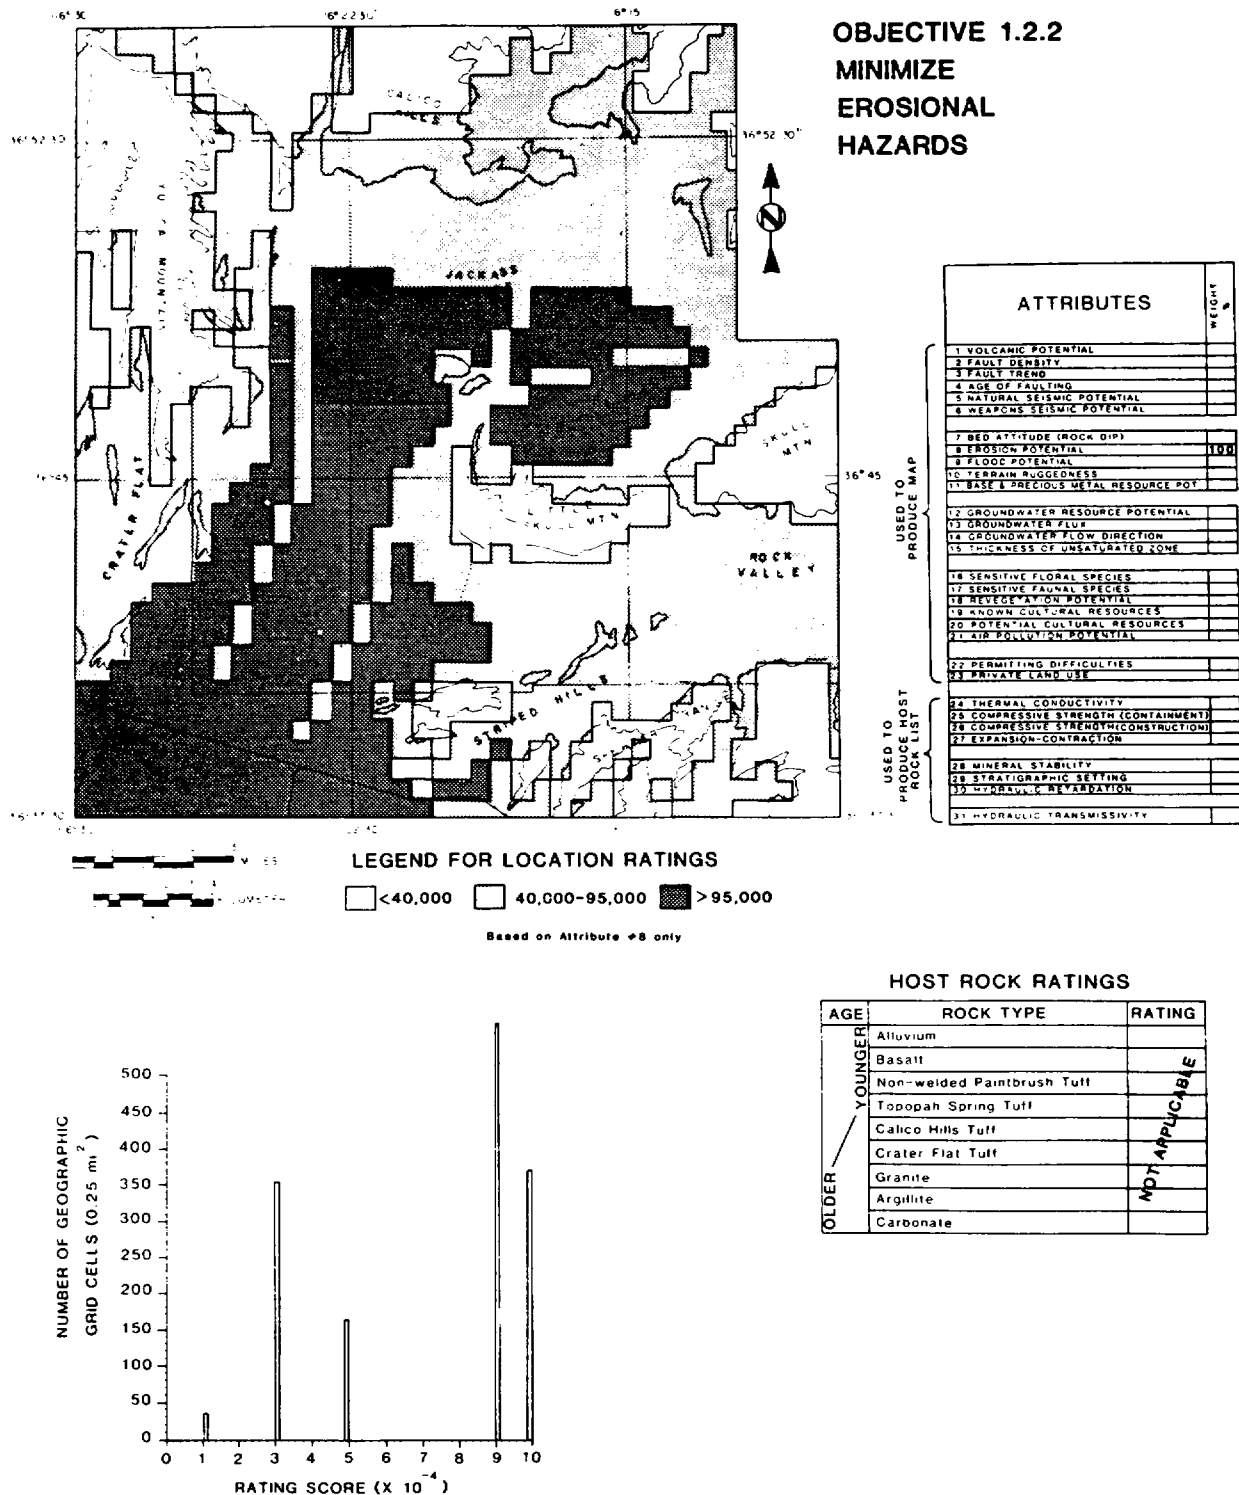 OBJECTIVE 1.2.2
MINIMIZE
EROSIONAL
HAZARDS
36°52'30"
CALICO
HILLS
JACKASS
CRATER FLAT
SKULL
MTN
36°45'
LITTLE
SKULL MTN
ROCK
VALLEY
STRIPED HILLS
ATTRIBUTES
WEIGHT %
USED TO
PRODUCE MAP
1 VOLCANIC POTENTIAL
2 FAULT DENSITY
3 FAULT TREND
4 AGE OF FAULTING
5 NATURAL SEISMIC POTENTIAL
6 WEAPONS SEISMIC POTENTIAL
7 BED ATTITUDE (ROCK DIP)
8 EROSION POTENTIAL 100
9 FLOOD POTENTIAL
10 TERRAIN RUGGEDNESS
11 BASE & PRECIOUS METAL RESOURCE POT
12 GROUNDWATER RESOURCE POTENTIAL
13 GROUNDWATER FLUX
14 GROUNDWATER FLOW DIRECTION
15 THICKNESS OF UNSATURATED ZONE
16 SENSITIVE FLORAL SPECIES
17 SENSITIVE FAUNAL SPECIES
18 REVEGETATION POTENTIAL
19 KNOWN CULTURAL RESOURCES
20 POTENTIAL CULTURAL RESOURCES
21 AIR POLLUTION POTENTIAL
22 PERMITTING DIFFICULTIES
23 PRIVATE LAND USE
USED TO
PRODUCE HOST
ROCK LIST
24 THERMAL CONDUCTIVITY
25 COMPRESSIVE STRENGTH (CONTAINMENT)
26 COMPRESSIVE STRENGTH (CONSTRUCTION)
27 EXPANSION-CONTRACTION
28 MINERAL STABILITY
29 STRATIGRAPHIC SETTING
30 HYDRAULIC RETARDATION
31 HYDRAULIC TRANSMISSIVITY
LEGEND FOR LOCATION RATINGS
<40,000 40,000-95,000 >95,000
Based on Attribute #8 only
NUMBER OF GEOGRAPHIC
GRID CELLS (0.25 mi²)
500
450
400
350
300
250
200
150
100
50
0
0 1 2 3 4 5 6 7 8 9 10
RATING SCORE (X 10⁻⁴)
HOST ROCK RATINGS
AGE ROCK TYPE RATING
OLDER YOUNGER
Alluvium
Basalt
Non-welded Paintbrush Tuff
Topopah Spring Tuff
Calico Hills Tuff
Crater Flat Tuff
Granite
Argillite
Carbonate
NOT APPLICABLE